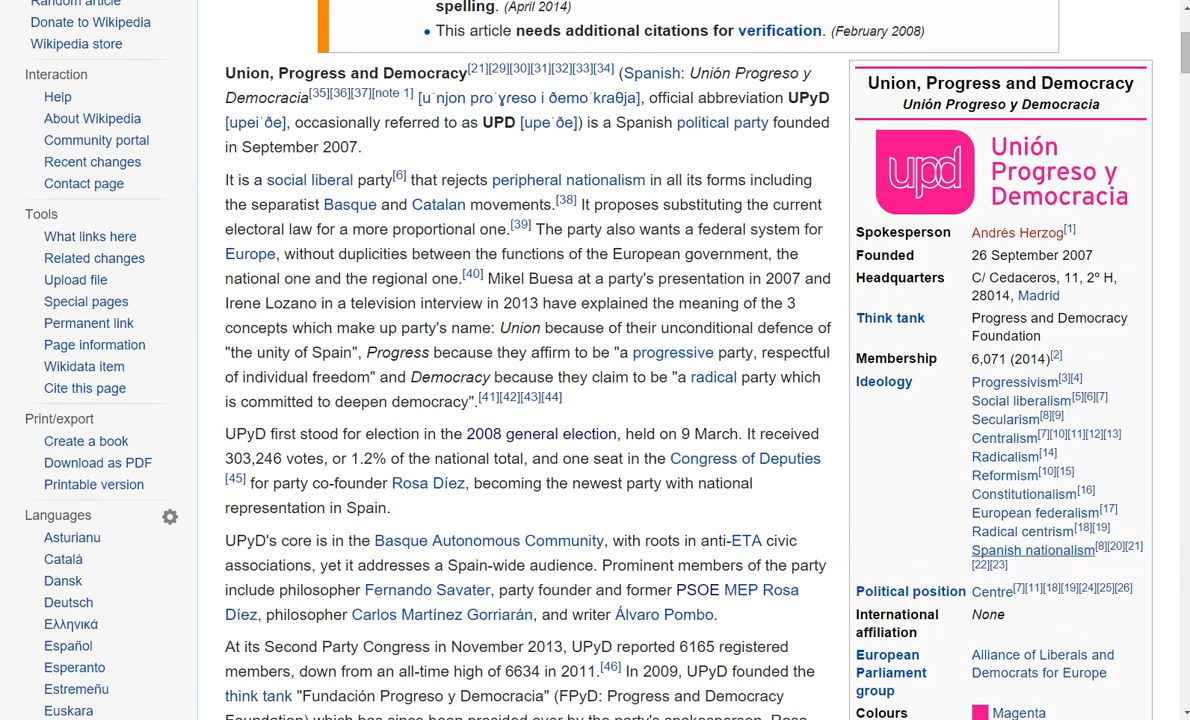 Random article
Donate to Wikipedia
Wikipedia store
Interaction
Help
About Wikipedia
Community portal
Recent changes
Contact page
Tools
What links here
Related changes
Upload file
Special pages
Permanent link
Page information
Wikidata item
Cite this page
Print/export
Create a book
Download as PDF
Printable version
Languages
Asturianu
Català
Dansk
Deutsch
Ελληνικά
Español
Esperanto
Estremeñu
Euskara
spelling. (April 2014)
• This article needs additional citations for verification. (February 2008)
Union, Progress and Democracy[21][29][30][31][32][33][34] (Spanish: Unión Progreso y
Democracia[35][36][37][note 1] [uˈnjon pɾoˈɣɾeso i ðemoˈkɾaθja], official abbreviation UPyD
[upeiˈðe], occasionally referred to as UPD [upeˈðe]) is a Spanish political party founded
in September 2007.
It is a social liberal party[6] that rejects peripheral nationalism in all its forms including
the separatist Basque and Catalan movements.[38] It proposes substituting the current
electoral law for a more proportional one.[39] The party also wants a federal system for
Europe, without duplicities between the functions of the European government, the
national one and the regional one.[40] Mikel Buesa at a party's presentation in 2007 and
Irene Lozano in a television interview in 2013 have explained the meaning of the 3
concepts which make up party's name: Union because of their unconditional defence of
"the unity of Spain", Progress because they affirm to be "a progressive party, respectful
of individual freedom" and Democracy because they claim to be "a radical party which
is committed to deepen democracy".[41][42][43][44]
UPyD first stood for election in the 2008 general election, held on 9 March. It received
303,246 votes, or 1.2% of the national total, and one seat in the Congress of Deputies
[45] for party co-founder Rosa Díez, becoming the newest party with national
representation in Spain.
UPyD's core is in the Basque Autonomous Community, with roots in anti-ETA civic
associations, yet it addresses a Spain-wide audience. Prominent members of the party
include philosopher Fernando Savater, party founder and former PSOE MEP Rosa
Díez, philosopher Carlos Martínez Gorriarán, and writer Álvaro Pombo.
At its Second Party Congress in November 2013, UPyD reported 6165 registered
members, down from an all-time high of 6634 in 2011.[46] In 2009, UPyD founded the
think tank "Fundación Progreso y Democracia" (FPyD: Progress and Democracy
Foundation) which has since been presided over by the party's spokesperson, Rosa
Union, Progress and Democracy
Unión Progreso y Democracia
upd
Unión
Progreso y
Democracia
Spokesperson Andrés Herzog[1]
Founded 26 September 2007
Headquarters C/ Cedaceros, 11, 2º H,
28014, Madrid
Think tank Progress and Democracy
Foundation
Membership 6,071 (2014)[2]
Ideology Progressivism[3][4]
Social liberalism[5][6][7]
Secularism[8][9]
Centralism[7][10][11][12][13]
Radicalism[14]
Reformism[10][15]
Constitutionalism[16]
European federalism[17]
Radical centrism[18][19]
Spanish nationalism[8][20][21]
[22][23]
Political position Centre[7][11][18][19][24][25][26]
International None
affiliation
European Alliance of Liberals and
Parliament Democrats for Europe
group
Colours Magenta